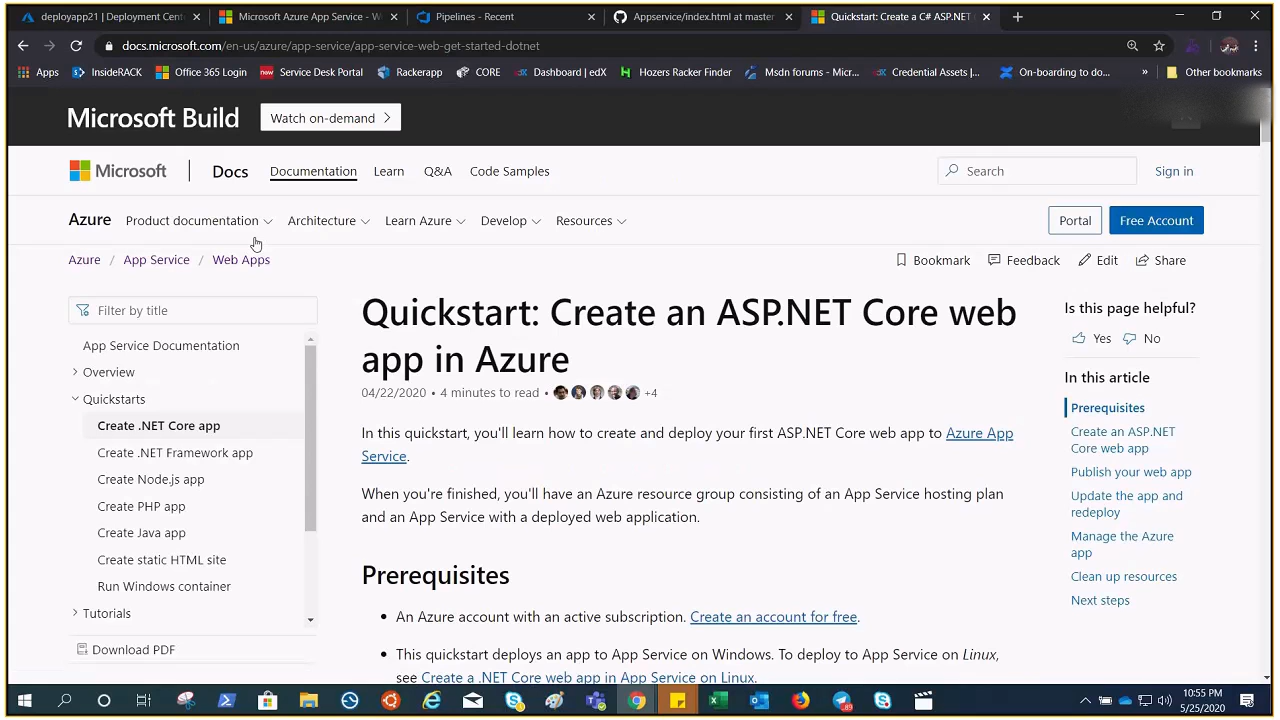 deployapp21 | Deployment Cent
Microsoft Azure App Service - W
Pipelines - Recent
Appservice/index.html at master
Quickstart: Create a C# ASP.NET
docs.microsoft.com/en-us/azure/app-service/app-service-web-get-started-dotnet
Apps
InsideRACK
Office 365 Login
Service Desk Portal
Rackerapp
CORE
Dashboard | edX
Hozers Racker Finder
Msdn forums - Micr...
Credential Assets |...
On-boarding to do...
»
Other bookmarks
Microsoft Build
Watch on-demand
Microsoft
Docs
Documentation
Learn
Q&A
Code Samples
Search
Sign in
Azure
Product documentation
Architecture
Learn Azure
Develop
Resources
Portal
Free Account
Azure / App Service / Web Apps
Bookmark
Feedback
Edit
Share
Filter by title
App Service Documentation
Overview
Quickstarts
Create .NET Core app
Create .NET Framework app
Create Node.js app
Create PHP app
Create Java app
Create static HTML site
Run Windows container
Tutorials
Download PDF
Quickstart: Create an ASP.NET Core web
app in Azure
04/22/2020 • 4 minutes to read • +4
In this quickstart, you'll learn how to create and deploy your first ASP.NET Core web app to Azure App
Service.
When you're finished, you'll have an Azure resource group consisting of an App Service hosting plan
and an App Service with a deployed web application.
Prerequisites
• An Azure account with an active subscription. Create an account for free.
• This quickstart deploys an app to App Service on Windows. To deploy to App Service on Linux,
see Create a .NET Core web app in App Service on Linux.
Is this page helpful?
Yes
No
In this article
Prerequisites
Create an ASP.NET
Core web app
Publish your web app
Update the app and
redeploy
Manage the Azure
app
Clean up resources
Next steps
10:55 PM
5/25/2020